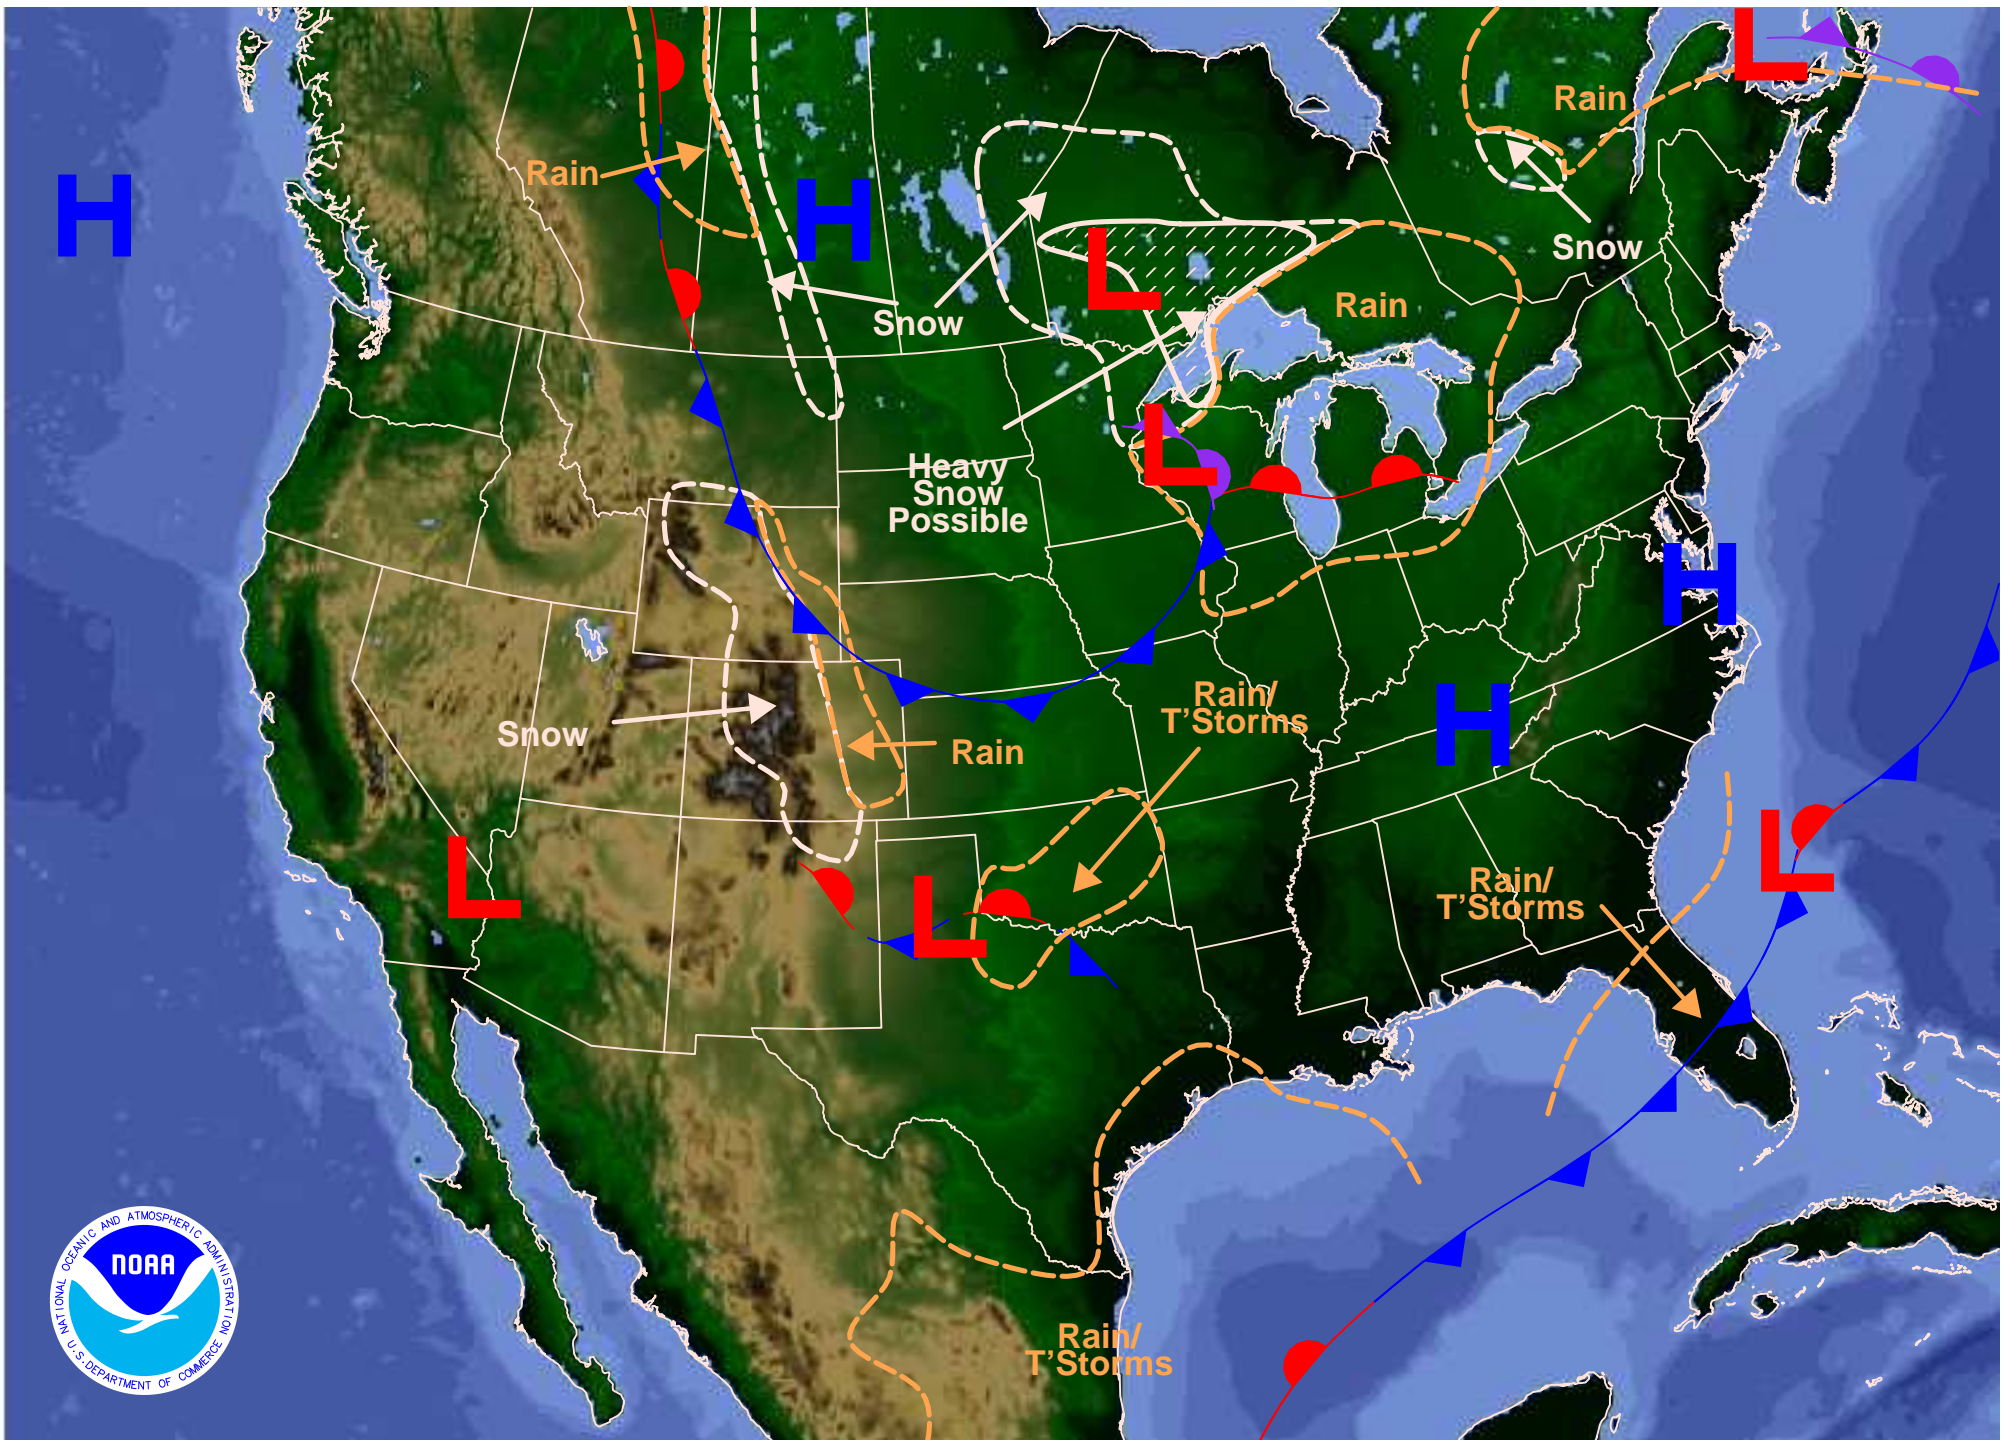 L
Rain
Rain
H
H
Snow
L
Snow
Rain
L
Heavy
Snow
Possible
H
Rain/
T'Storms
H
Snow
Rain
L
L
L
Rain/
T'Storms
NATIONAL OCEANIC AND ATMOSPHERIC ADMINISTRATION
NOAA
U.S. DEPARTMENT OF COMMERCE
Rain/
T'Storms